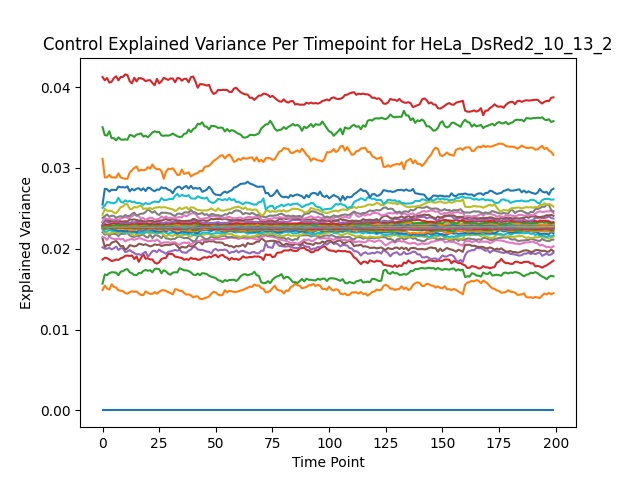 Control Explained Variance Per Timepoint for HeLa_DsRed2_10_13_2
0.04
0.03
0.02
0.01
0.00
Explained Variance
0 25 50 75 100 125 150 175 200
Time Point